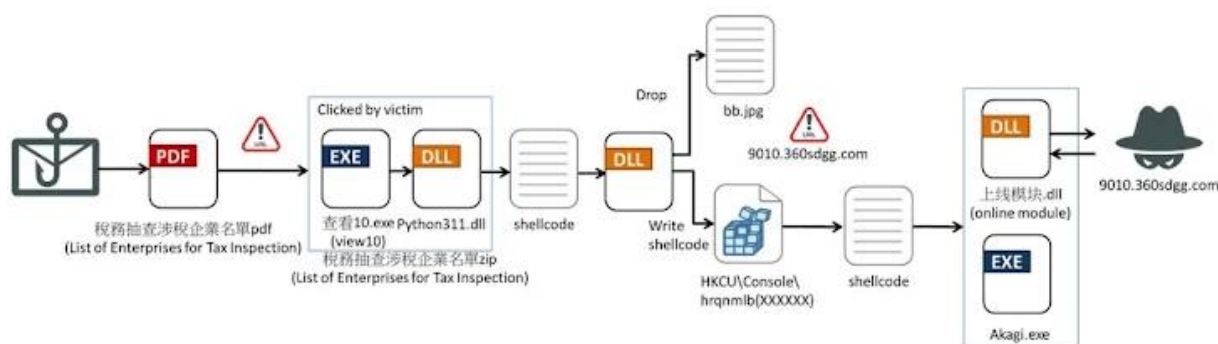 PDF
稅務抽查涉稅企業名單pdf
(List of Enterprises for Tax Inspection)
URL
Clicked by victim
EXE
DLL
查看10.exe
(view10)
Python311.dll
稅務抽查涉稅企業名單zip
(List of Enterprises for Tax Inspection)
shellcode
DLL
Drop
bb.jpg
URL
9010.360sdgg.com
Write
shellcode
HKCU\Console\
hrqnmlb(XXXXXX)
shellcode
DLL
上线模块.dll
(online module)
EXE
Akagi.exe
9010.360sdgg.com